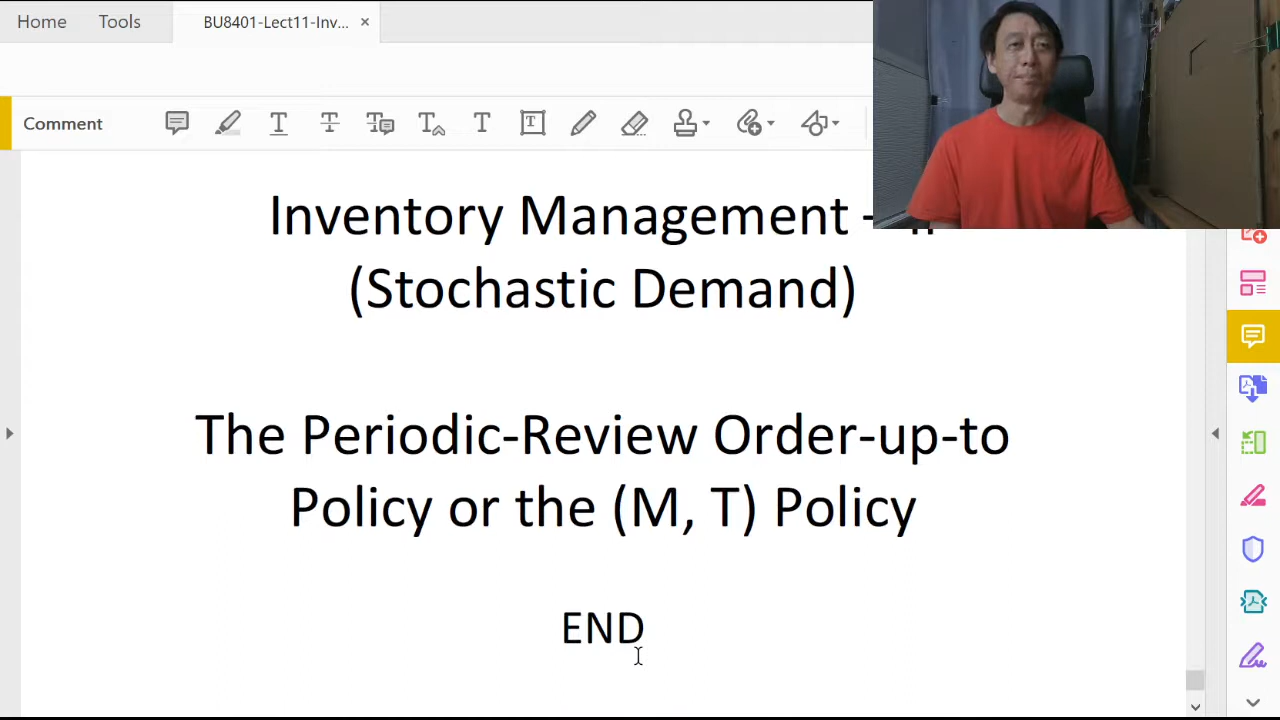 Home Tools BU8401-Lect11-Inv... ×
Comment
Inventory Management -
(Stochastic Demand)
The Periodic-Review Order-up-to
Policy or the (M, T) Policy
END